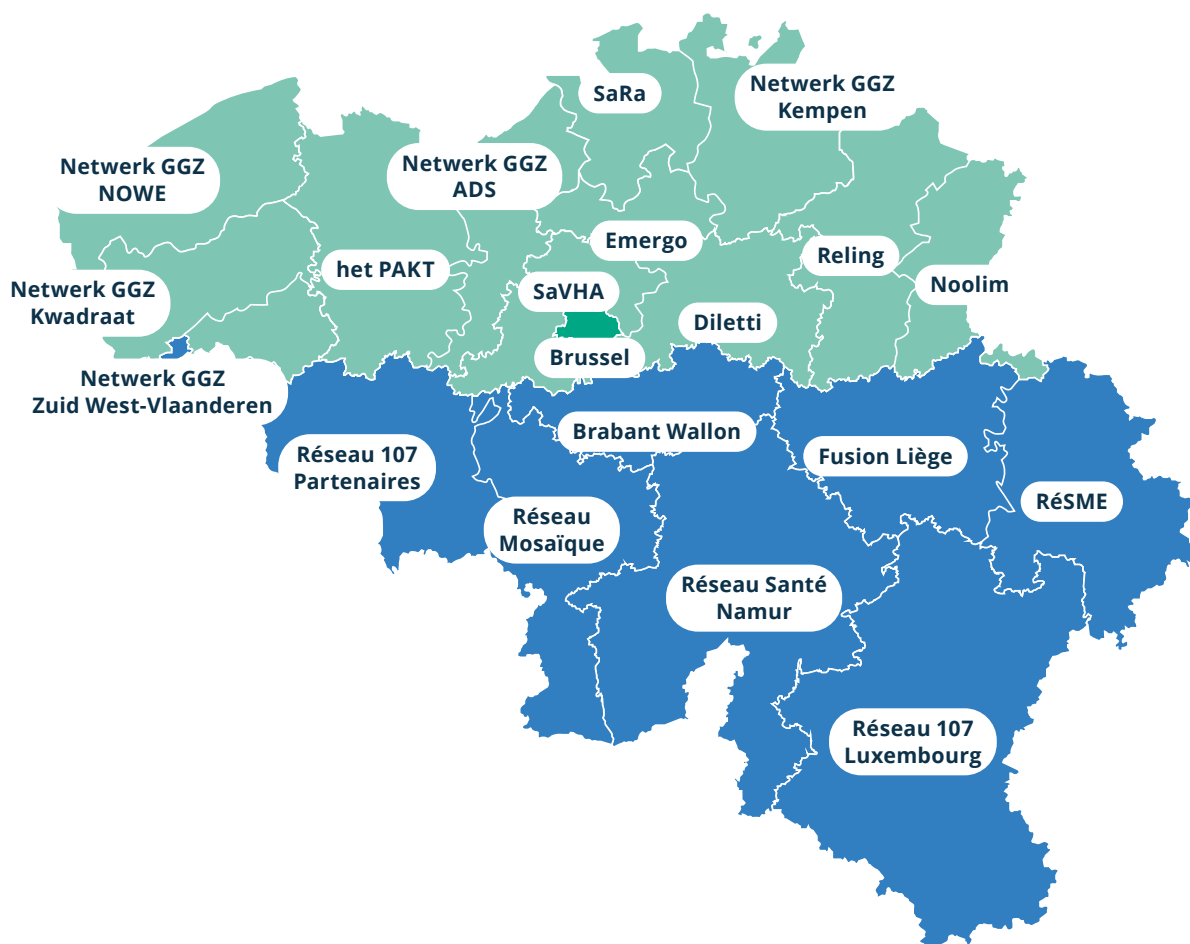 SaRa
Netwerk GGZ
Kempen
Netwerk GGZ
NOWE
Netwerk GGZ
ADS
Emergo
het PAKT
Reling
Noolim
Netwerk GGZ
Kwadraat
SaVHA
Diletti
Brussel
Netwerk GGZ
Zuid West-Vlaanderen
Brabant Wallon
Réseau 107
Partenaires
Fusion Liège
RéSME
Réseau
Mosaïque
Réseau Santé
Namur
Réseau 107
Luxembourg